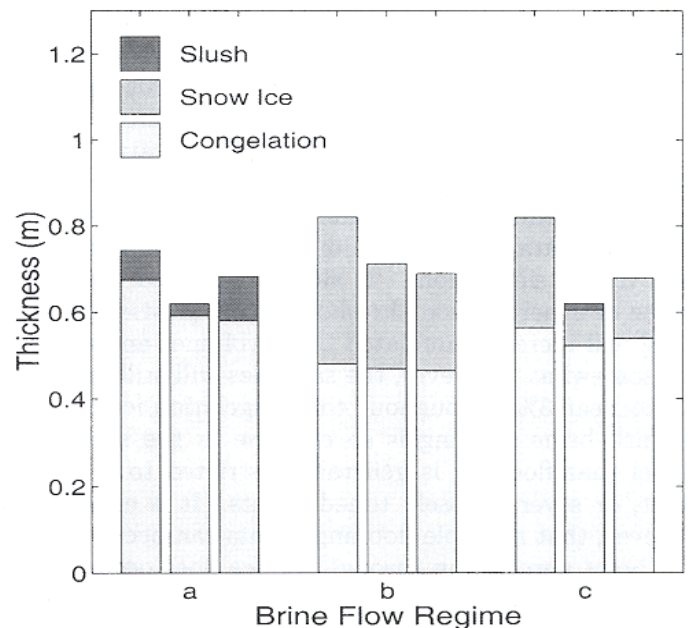 1.2
1
0.8
0.6
0.4
0.2
0
Thickness (m)
Slush
Snow Ice
Congelation
a
b
c
Brine Flow Regime